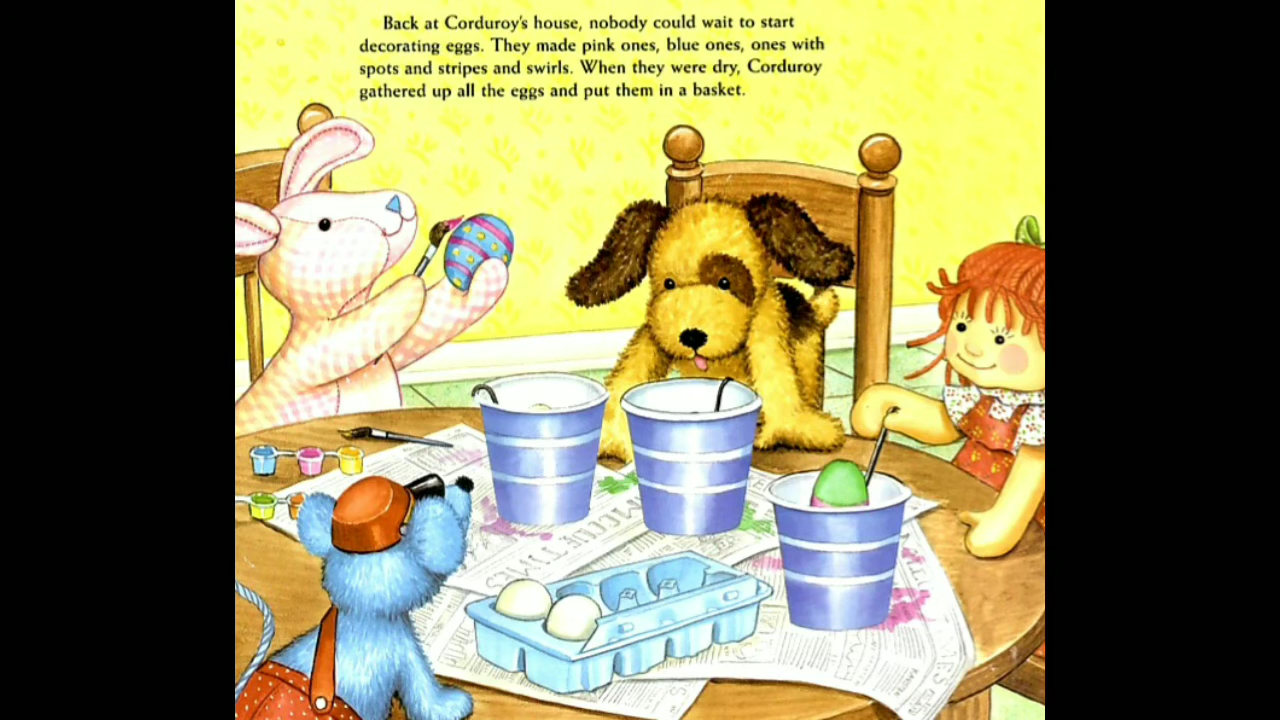 Back at Corduroy's house, nobody could wait to start
decorating eggs. They made pink ones, blue ones, ones with
spots and stripes and swirls. When they were dry, Corduroy
gathered up all the eggs and put them in a basket.